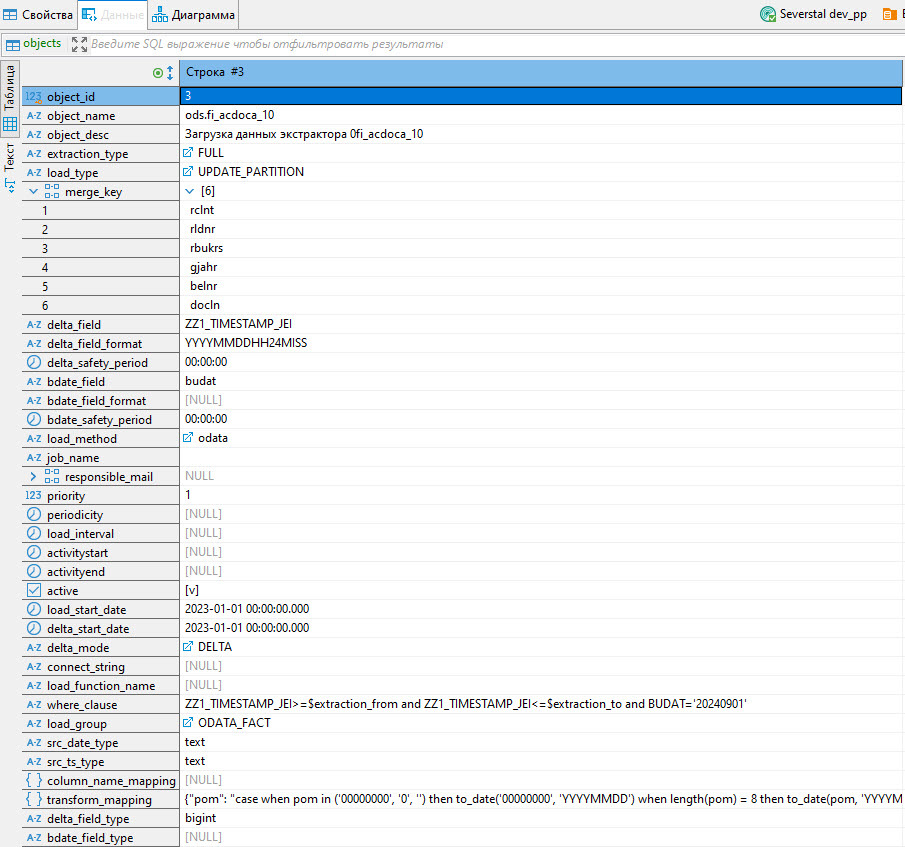 Свойства Данные Диаграмма Severstal dev_pp
objects Введите SQL выражение чтобы отфильтровать результаты
Таблица
Текст
Строка #3
123 object_id 3
A-Z object_name ods.fi_acdoca_10
A-Z object_desc Загрузка данных экстрактора 0fi_acdoca_10
A-Z extraction_type FULL
A-Z load_type UPDATE_PARTITION
merge_key [6]
1 rclnt
2 rldnr
3 rbukrs
4 gjahr
5 belnr
6 docln
A-Z delta_field ZZ1_TIMESTAMP_JEI
A-Z delta_field_format YYYYMMDDHH24MISS
delta_safety_period 00:00:00
A-Z bdate_field budat
A-Z bdate_field_format [NULL]
bdate_safety_period 00:00:00
A-Z load_method odata
A-Z job_name
responsible_mail NULL
123 priority 1
periodicity [NULL]
load_interval [NULL]
activitystart [NULL]
activityend [NULL]
active [v]
load_start_date 2023-01-01 00:00:00.000
delta_start_date 2023-01-01 00:00:00.000
A-Z delta_mode DELTA
A-Z connect_string [NULL]
A-Z load_function_name [NULL]
A-Z where_clause ZZ1_TIMESTAMP_JEI>=$extraction_from and ZZ1_TIMESTAMP_JEI<=$extraction_to and BUDAT='20240901'
A-Z load_group ODATA_FACT
A-Z src_date_type text
A-Z src_ts_type text
{ } column_name_mapping [NULL]
{ } transform_mapping {"pom": "case when pom in ('00000000', '0', '') then to_date('00000000', 'YYYYMMDD') when length(pom) = 8 then to_date(pom, 'YYYYM
A-Z delta_field_type bigint
A-Z bdate_field_type [NULL]